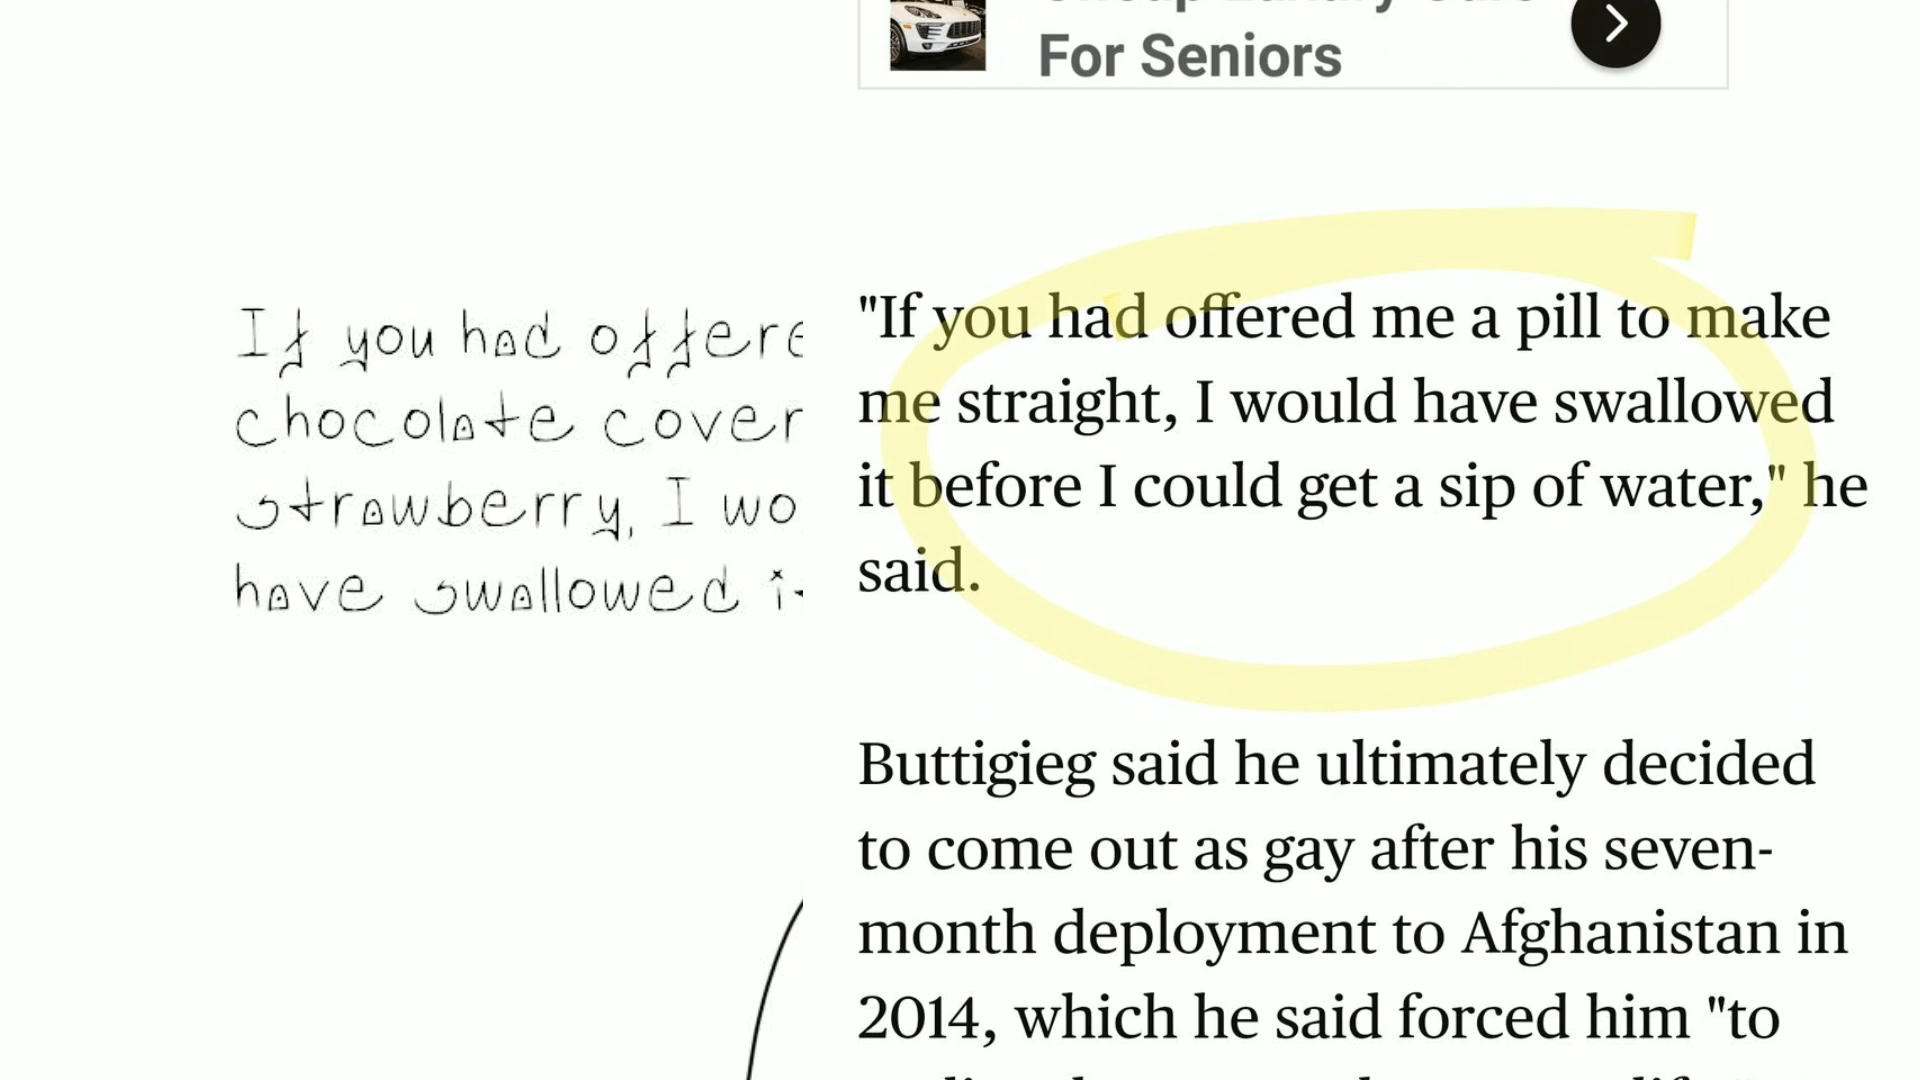 For Seniors
If you had offere
chocolate cover
strawberry, I wo
have swallowed
"If you had offered me a pill to make
me straight, I would have swallowed
it before I could get a sip of water," he
said.
Buttigieg said he ultimately decided
to come out as gay after his seven-
month deployment to Afghanistan in
2014, which he said forced him "to